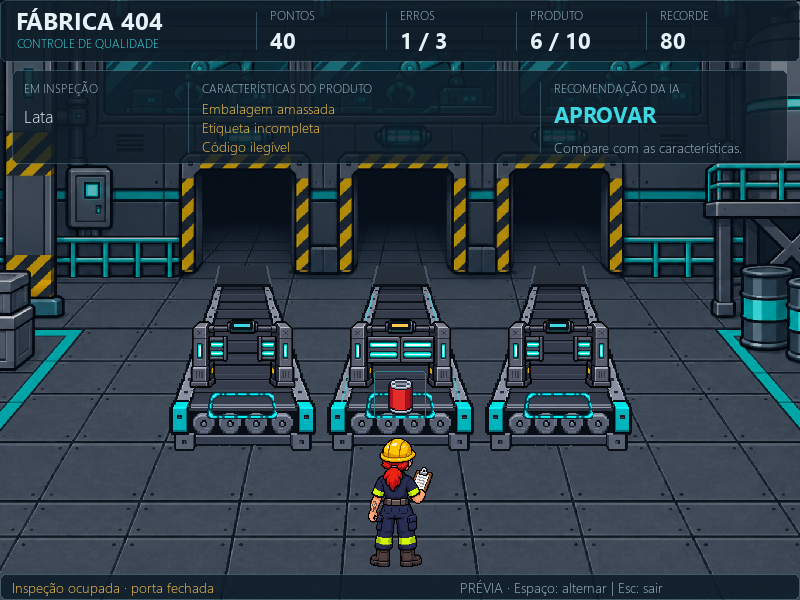 FÁBRICA 404
CONTROLE DE QUALIDADE
PONTOS
40
ERROS
1 / 3
PRODUTO
6 / 10
RECORDE
80
EM INSPEÇÃO
Lata
CARACTERÍSTICAS DO PRODUTO
Embalagem amassada
Etiqueta incompleta
Código ilegível
RECOMENDAÇÃO DA IA
APROVAR
Compare com as características.
Inspeção ocupada · porta fechada
PRÉVIA · Espaço: alternar | Esc: sair